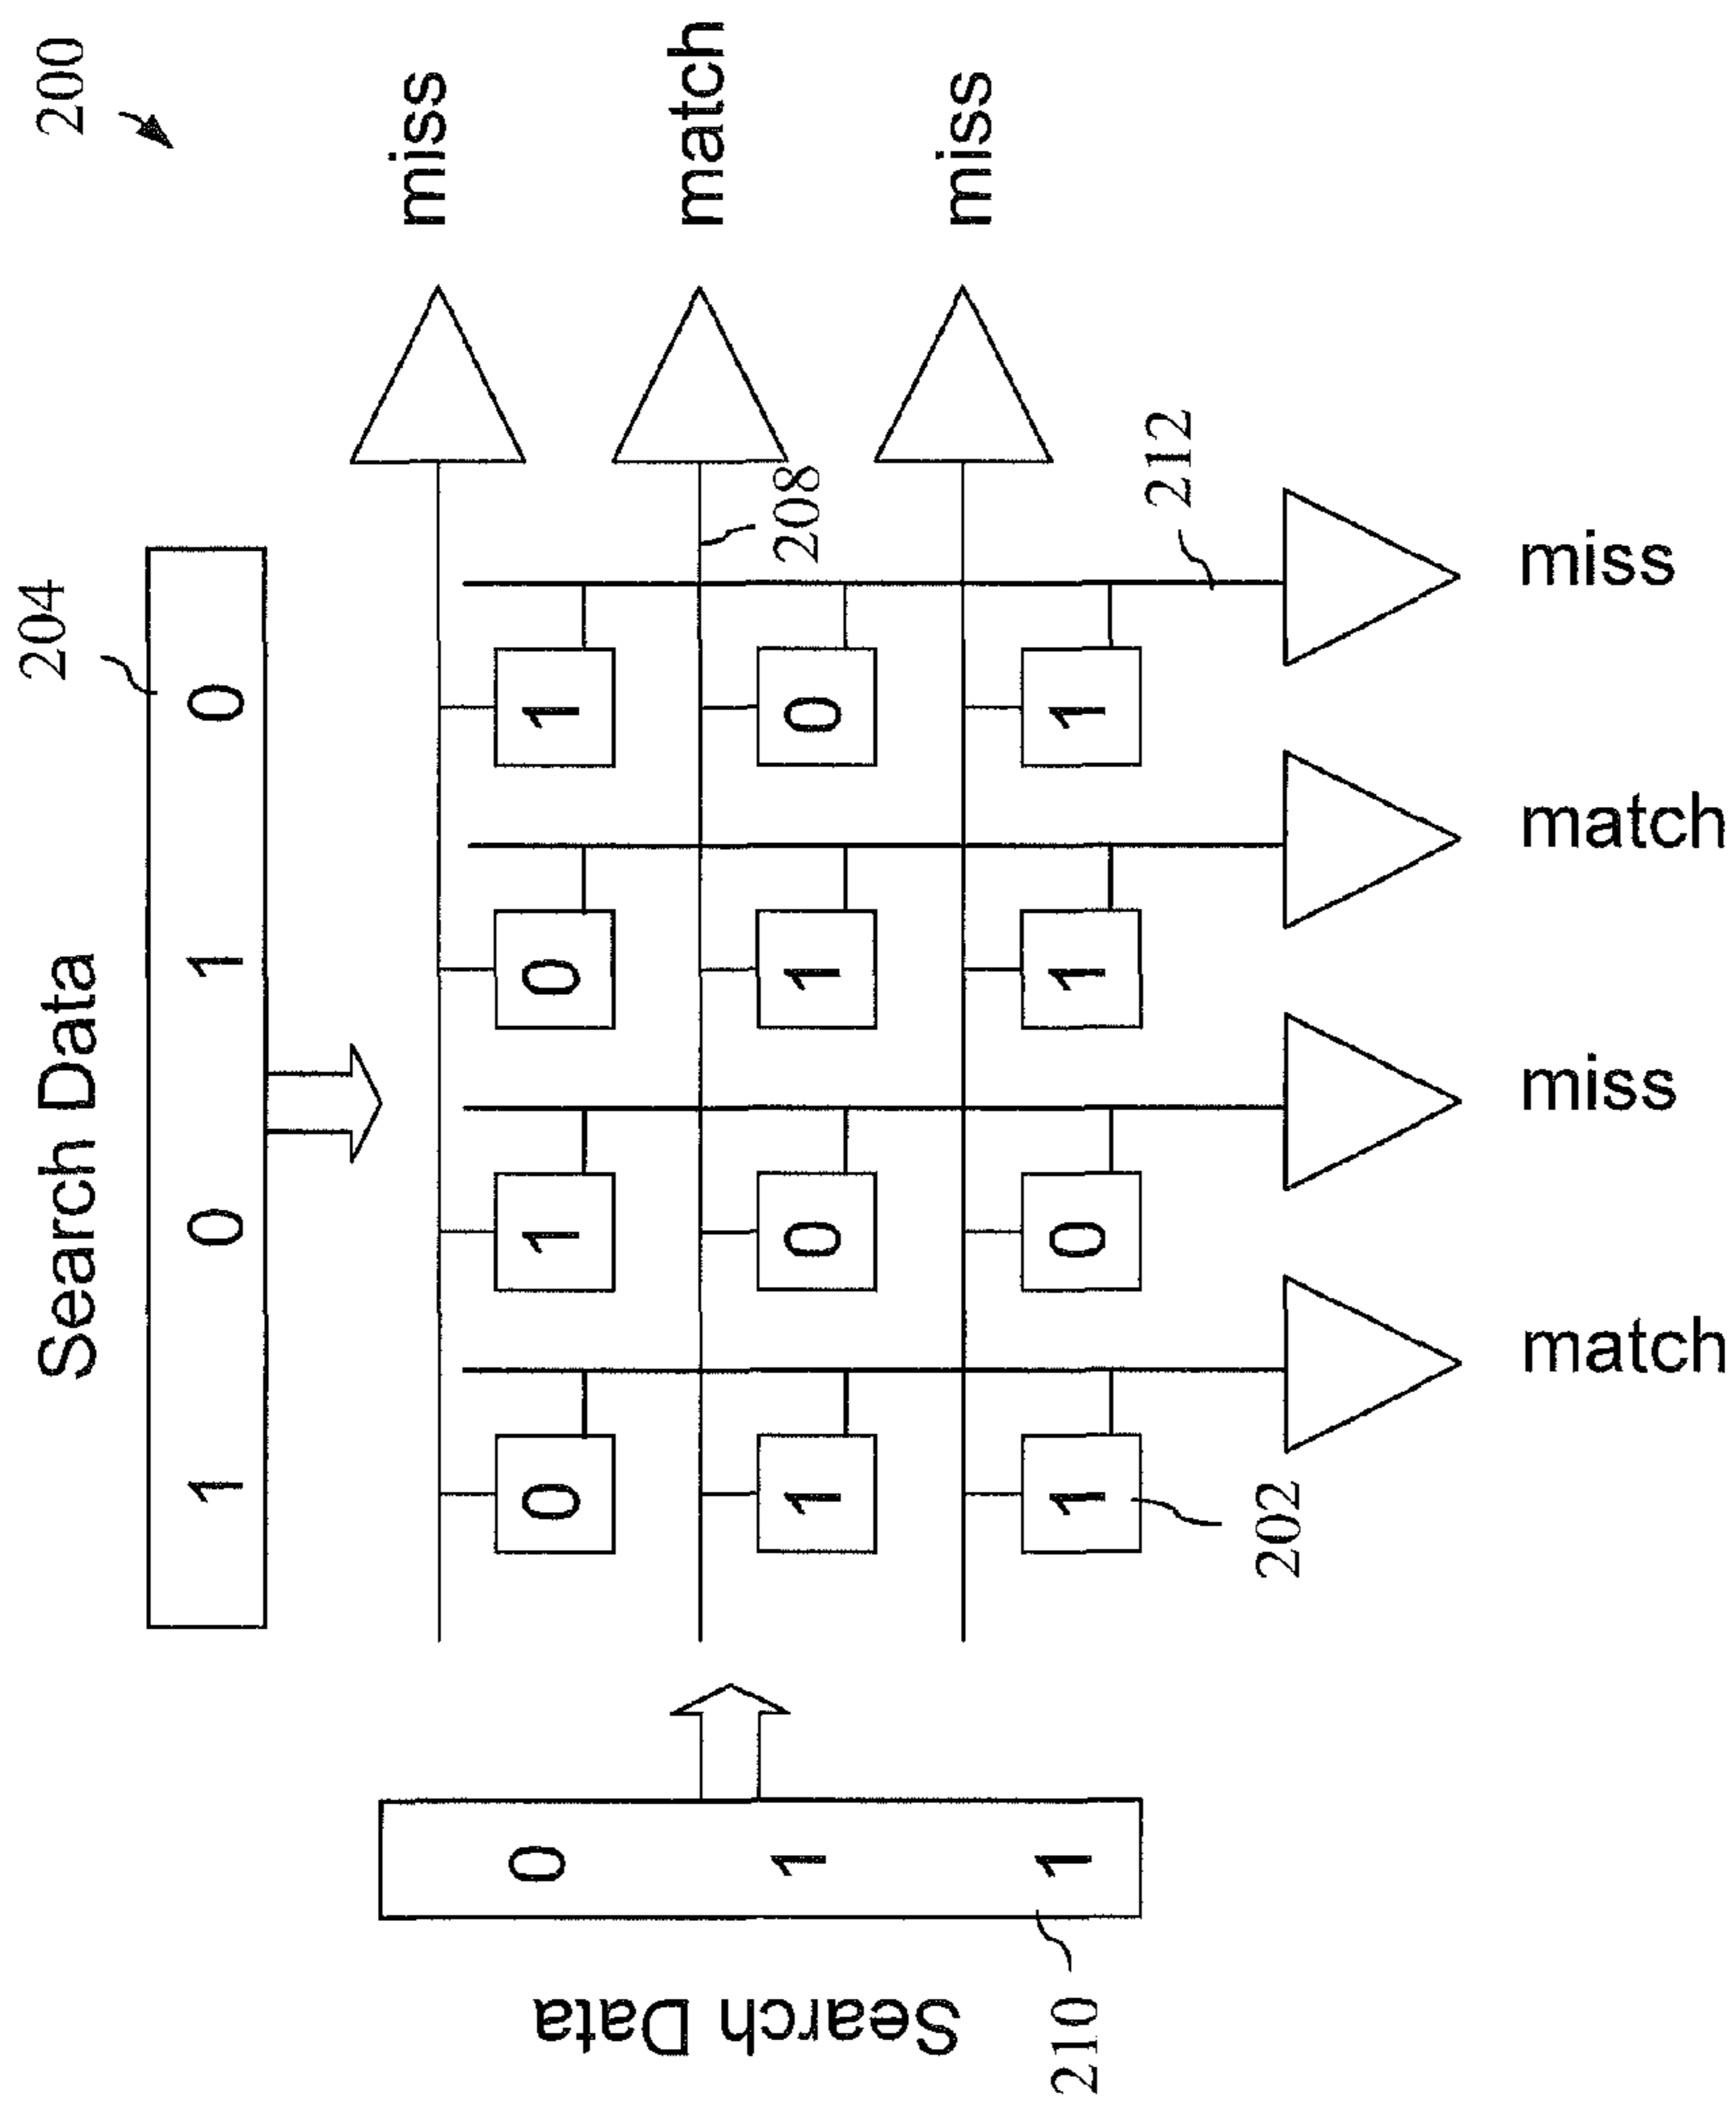 Search Data
200
204
1 0 1 0
miss
0 0 1 0 1
match
208
1 1 0 1 0
Search Data
miss
1 1 0 1 1
210
212
202
match miss match miss